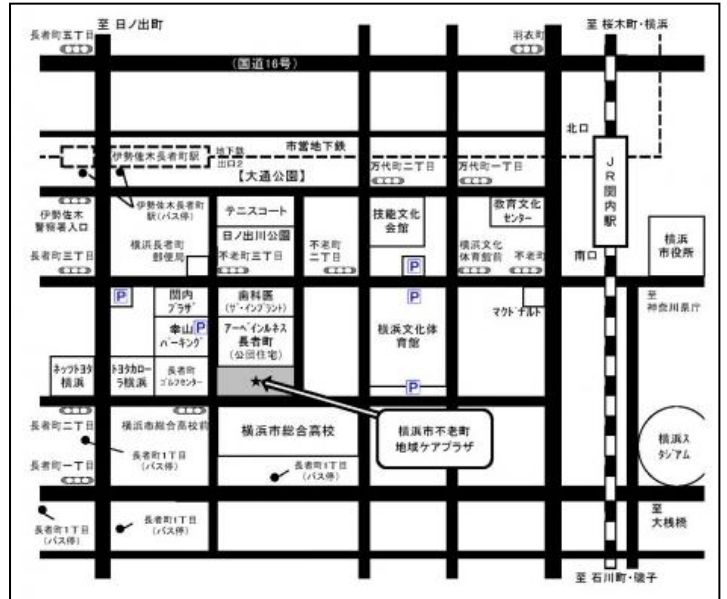 至 日ノ出町
至 桜木町・横浜
長者町五丁目
羽衣町
(国道16号)
北口
市営地下鉄
地下鉄
出口2
伊勢佐木長者町駅
【大通公園】
万代町二丁目
万代町一丁目
JR関内駅
伊勢佐木
警察署入口
伊勢佐木長者町
駅(バス停)
テニスコート
技能文化
会館
教育文化
センター
日ノ出川公園
横浜長者町
郵便局
不老町三丁目
不老町
二丁目
横浜文化
体育館前
不老町
南口
横浜
市役所
長者町三丁目
P
P
関内
プラザ
歯科医
(ザ・インプラント)
P
マクドナルド
至
神奈川県庁
幸山
パーキング
P
アーベインルネス
長者町
(公団住宅)
横浜文化体
育館
ネッツトヨタ
横浜
トヨタカロー
ラ横浜
長者町
ゴルフセンター
★
P
長者町二丁目
横浜市総合高校前
横浜市総合高校
横浜市不老町
地域ケアプラザ
横浜ス
タジアム
長者町1丁目
(バス停)
長者町一丁目
長者町1丁目
(バス停)
至
大桟橋
長者町1丁目
(バス停)
長者町1丁目
(バス停)
至 石川町・磯子